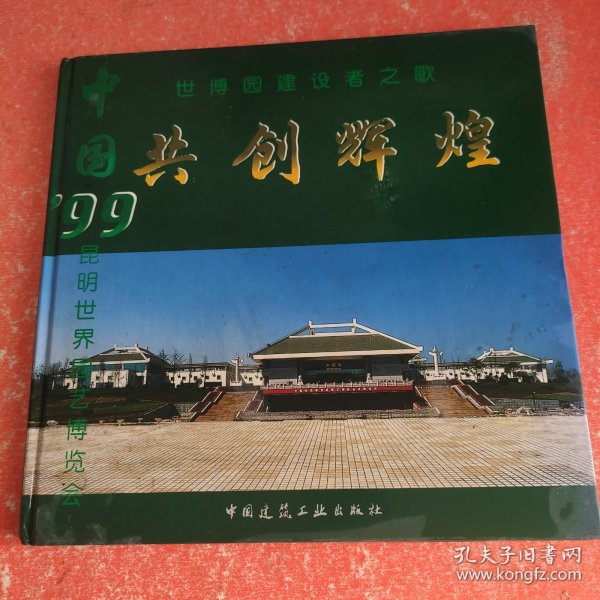 世博园建设者之歌
共创辉煌
中国
'99
昆明世界园艺博览会
中国建筑工业出版社
孔夫子旧书网
www.kongfz.com